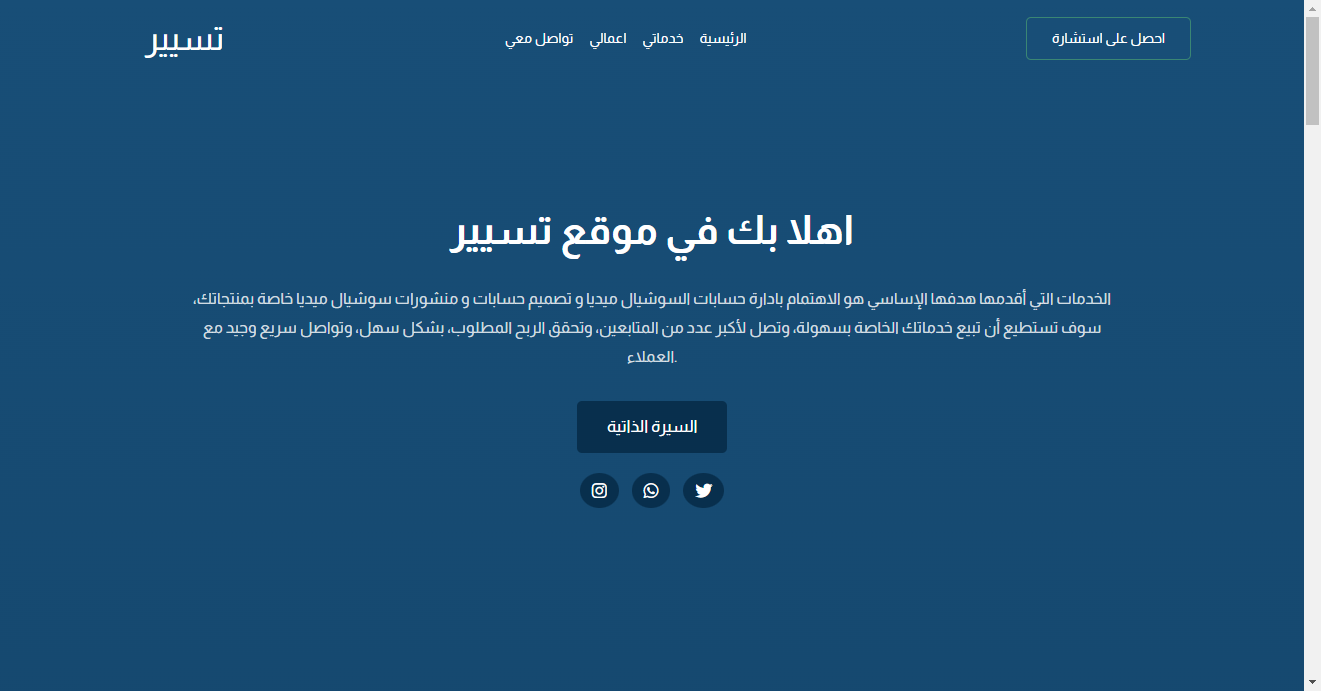 احصل على استشارة
الرئيسية خدماتي اعمالي تواصل معي
تسيير
اهلا بك في موقع تسيير
الخدمات التي أقدمها هدفها الإساسي هو الاهتمام بادارة حسابات السوشيال ميديا و تصميم حسابات و منشورات سوشيال ميديا خاصة بمنتجاتك،
سوف تستطيع أن تبيع خدماتك الخاصة بسهولة، وتصل لأكبر عدد من المتابعين، وتحقق الربح المطلوب، بشكل سهل، وتواصل سريع وجيد مع
.العملاء
السيرة الذاتية